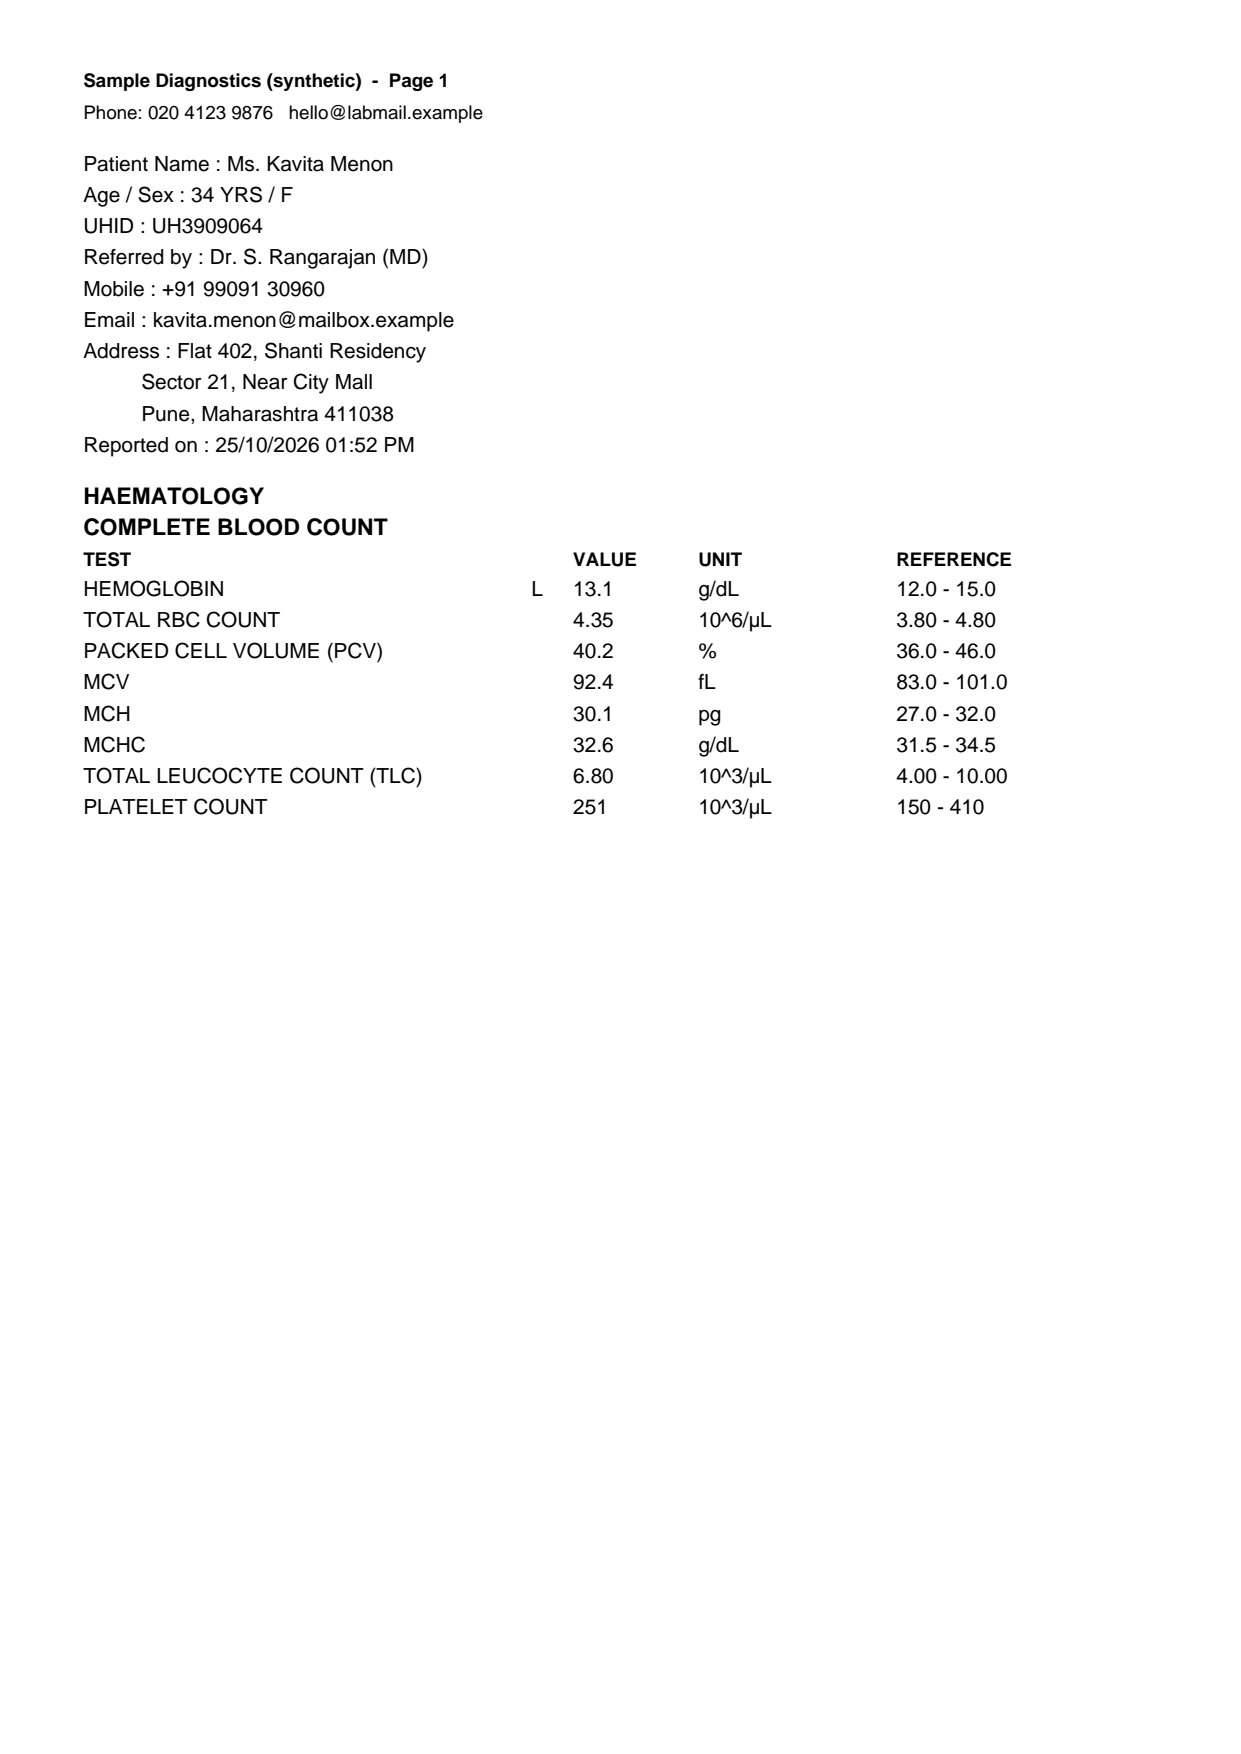 Sample Diagnostics (synthetic) - Page 1
Phone: 020 4123 9876 hello@labmail.example
Patient Name : Ms. Kavita Menon
Age / Sex : 34 YRS / F
UHID : UH3909064
Referred by : Dr. S. Rangarajan (MD)
Mobile : +91 99091 30960
Email : kavita.menon@mailbox.example
Address : Flat 402, Shanti Residency
Sector 21, Near City Mall
Pune, Maharashtra 411038
Reported on : 25/10/2026 01:52 PM
HAEMATOLOGY
COMPLETE BLOOD COUNT
TEST VALUE UNIT REFERENCE
HEMOGLOBIN L 13.1 g/dL 12.0 - 15.0
TOTAL RBC COUNT 4.35 10^6/µL 3.80 - 4.80
PACKED CELL VOLUME (PCV) 40.2 % 36.0 - 46.0
MCV 92.4 fL 83.0 - 101.0
MCH 30.1 pg 27.0 - 32.0
MCHC 32.6 g/dL 31.5 - 34.5
TOTAL LEUCOCYTE COUNT (TLC) 6.80 10^3/µL 4.00 - 10.00
PLATELET COUNT 251 10^3/µL 150 - 410